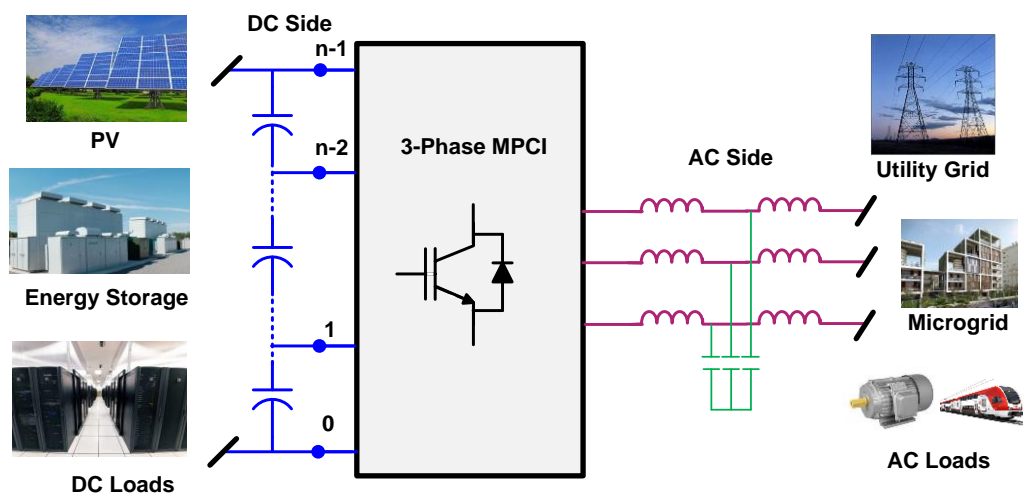 DC Side
n-1
PV
n-2
3-Phase MPCI
AC Side
Utility Grid
Energy Storage
1
Microgrid
0
DC Loads
AC Loads